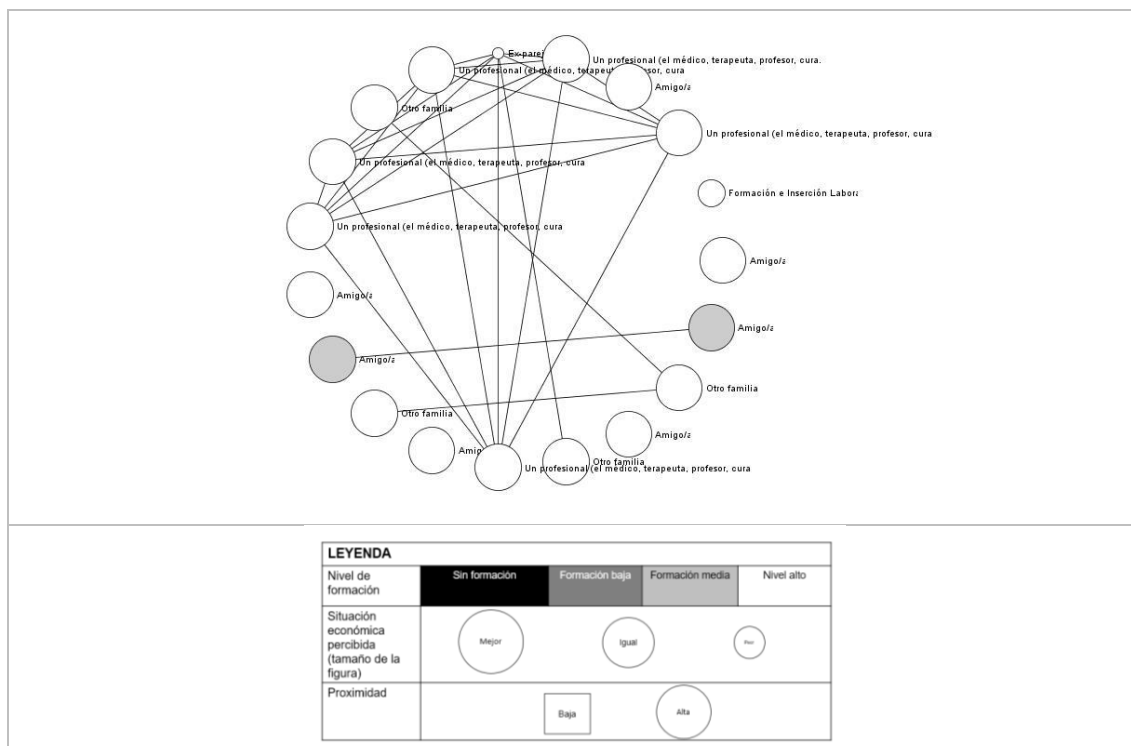 Ex-parej
Un profesional (el médico, terapeuta, profesor, cura.
Un profesional (el médico, terapeuta, profesor, cura
Amigo/a
Otro familia
Un profesional (el médico, terapeuta, profesor, cura
Un profesional (el médico, terapeuta, profesor, cura
Formación e Inserción Labora
Un profesional (el médico, terapeuta, profesor, cura
Amigo/a
Amigo/a
Amigo/a
Amigo/a
Otro familia
Otro familia
Amigo/a
Amig
Otro familia
Un profesional (el médico, terapeuta, profesor, cura
LEYENDA
Nivel de formación
Sin formación
Formación baja
Formación media
Nivel alto
Situación
económica
percibida
(tamaño de la
figura)
Mejor
Igual
Peor
Proximidad
Baja
Alta